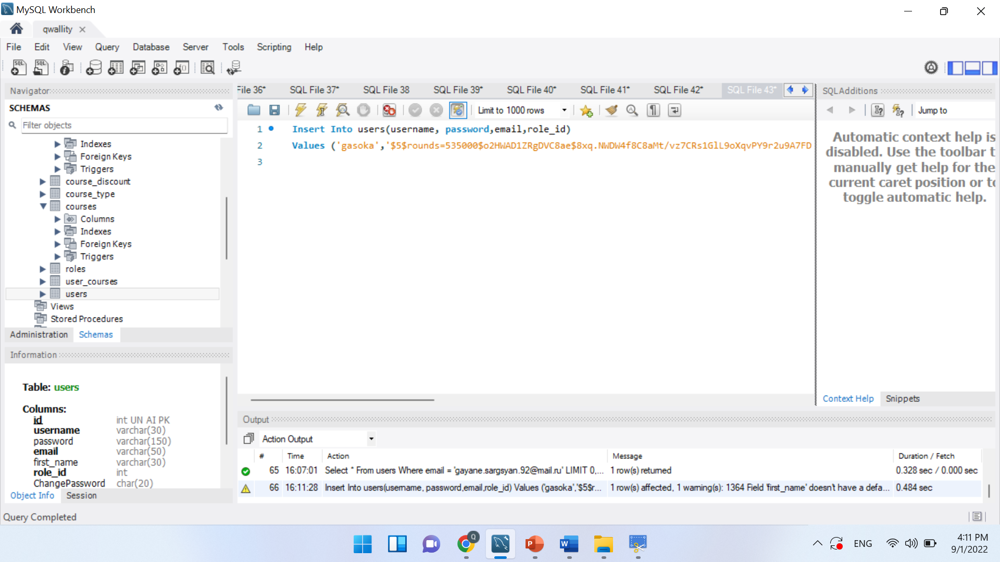 MySQL Workbench
qwallity
File Edit View Query Database Server Tools Scripting Help
Navigator
SCHEMAS
Filter objects
Indexes
Foreign Keys
Triggers
course_discount
course_type
courses
Columns
Indexes
Foreign Keys
Triggers
roles
user_courses
users
Views
Stored Procedures
Administration Schemas
Information
Table: users
Columns:
id int UN AI PK
username varchar(30)
password varchar(150)
email varchar(50)
first_name varchar(30)
role_id int
ChangePassword char(20)
Object Info Session
Query Completed
File 36* SQL File 37* SQL File 38 SQL File 39* SQL File 40* SQL File 41* SQL File 42* SQL File 43*
Limit to 1000 rows
1 Insert Into users(username, password,email,role_id)
2 Values ('gasoka','$5$rounds=535000$o2HWAD1ZRgDVC8ae$8xq.NWDW4f8C8aMt/vz7CRs1GlL9oXqvPY9r2u9A7FD
3
SQLAdditions
Jump to
Automatic context help is
disabled. Use the toolbar t
manually get help for the
current caret position or to
toggle automatic help.
Context Help Snippets
Output
Action Output
# Time Action Message Duration / Fetch
65 16:07:01 Select * From users Where email = 'gayane.sargsyan.92@mail.ru' LIMIT 0,... 1 row(s) returned 0.328 sec / 0.000 sec
66 16:11:28 Insert Into users(username, password,email,role_id) Values ('gasoka','$5$r... 1 row(s) affected, 1 warning(s): 1364 Field 'first_name' doesn't have a defa... 0.484 sec
ENG
4:11 PM
9/1/2022